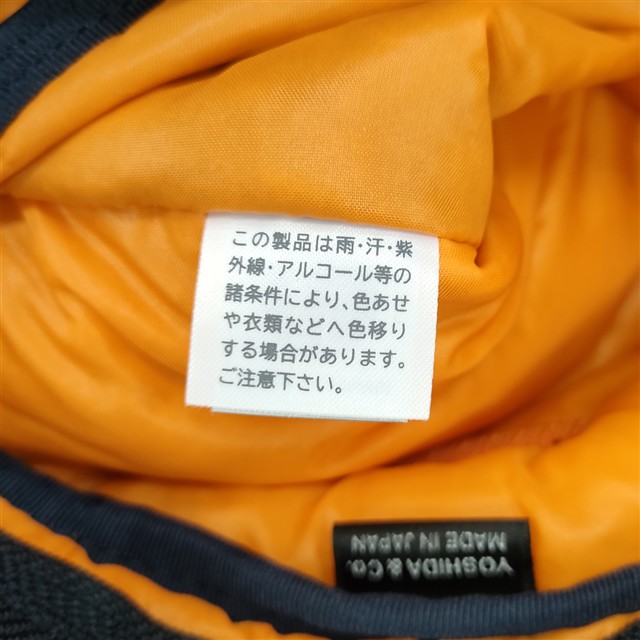 この製品は雨・汗・紫
外線・アルコール等の
諸条件により、色あせ
や衣類などへ色移り
する場合があります。
ご注意下さい。
YOSHIDA & Co.
MADE IN JAPAN